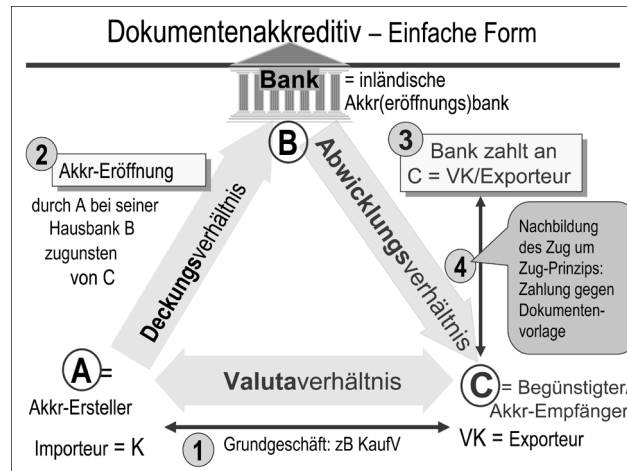 Dokumentenakkreditiv – Einfache Form
Bank
= inländische
Akkr(eröffnungs)bank
B
2
Akkr-Eröffnung
durch A bei seiner
Hausbank B
zugunsten
von C
3
Bank zahlt an
C = VK/Exporteur
Deckungsverhältnis
Abwicklungsverhältnis
4
Nachbildung
des Zug um
Zug-Prinzips:
Zahlung gegen
Dokumenten-
vorlage
A =
Akkr-Ersteller
Importeur = K
Valutaverhältnis
C = Begünstigter/
Akkr-Empfänger
VK = Exporteur
1
Grundgeschäft: zB KaufV